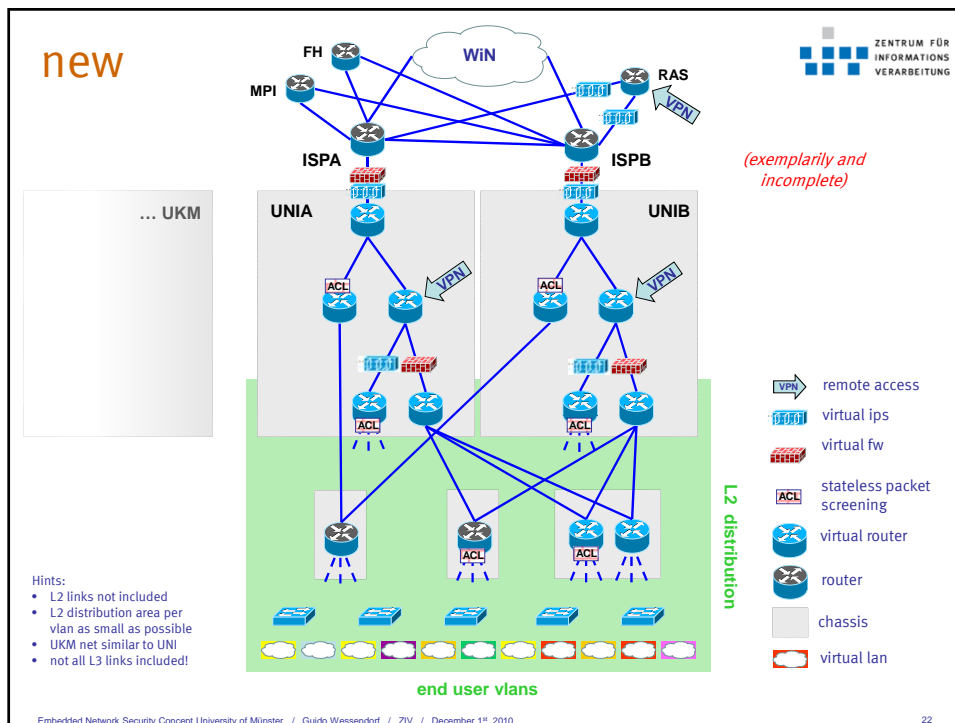 new
ZENTRUM FÜR
INFORMATIONS
VERARBEITUNG
FH
WiN
RAS
MPI
VPN
ISPA
ISPB
(exemplarily and
incomplete)
... UKM
UNIA
UNIB
ACL
VPN
ACL
VPN
ACL
ACL
ACL
ACL
L2 distribution
VPN
remote access
virtual ips
virtual fw
ACL
stateless packet
screening
virtual router
router
chassis
virtual lan
Hints:
• L2 links not included
• L2 distribution area per
vlan as small as possible
• UKM net similar to UNI
• not all L3 links included!
end user vlans
Embedded Network Security Concept University of Münster / Guido Wessendorf / ZIV / December 1st, 2010
22